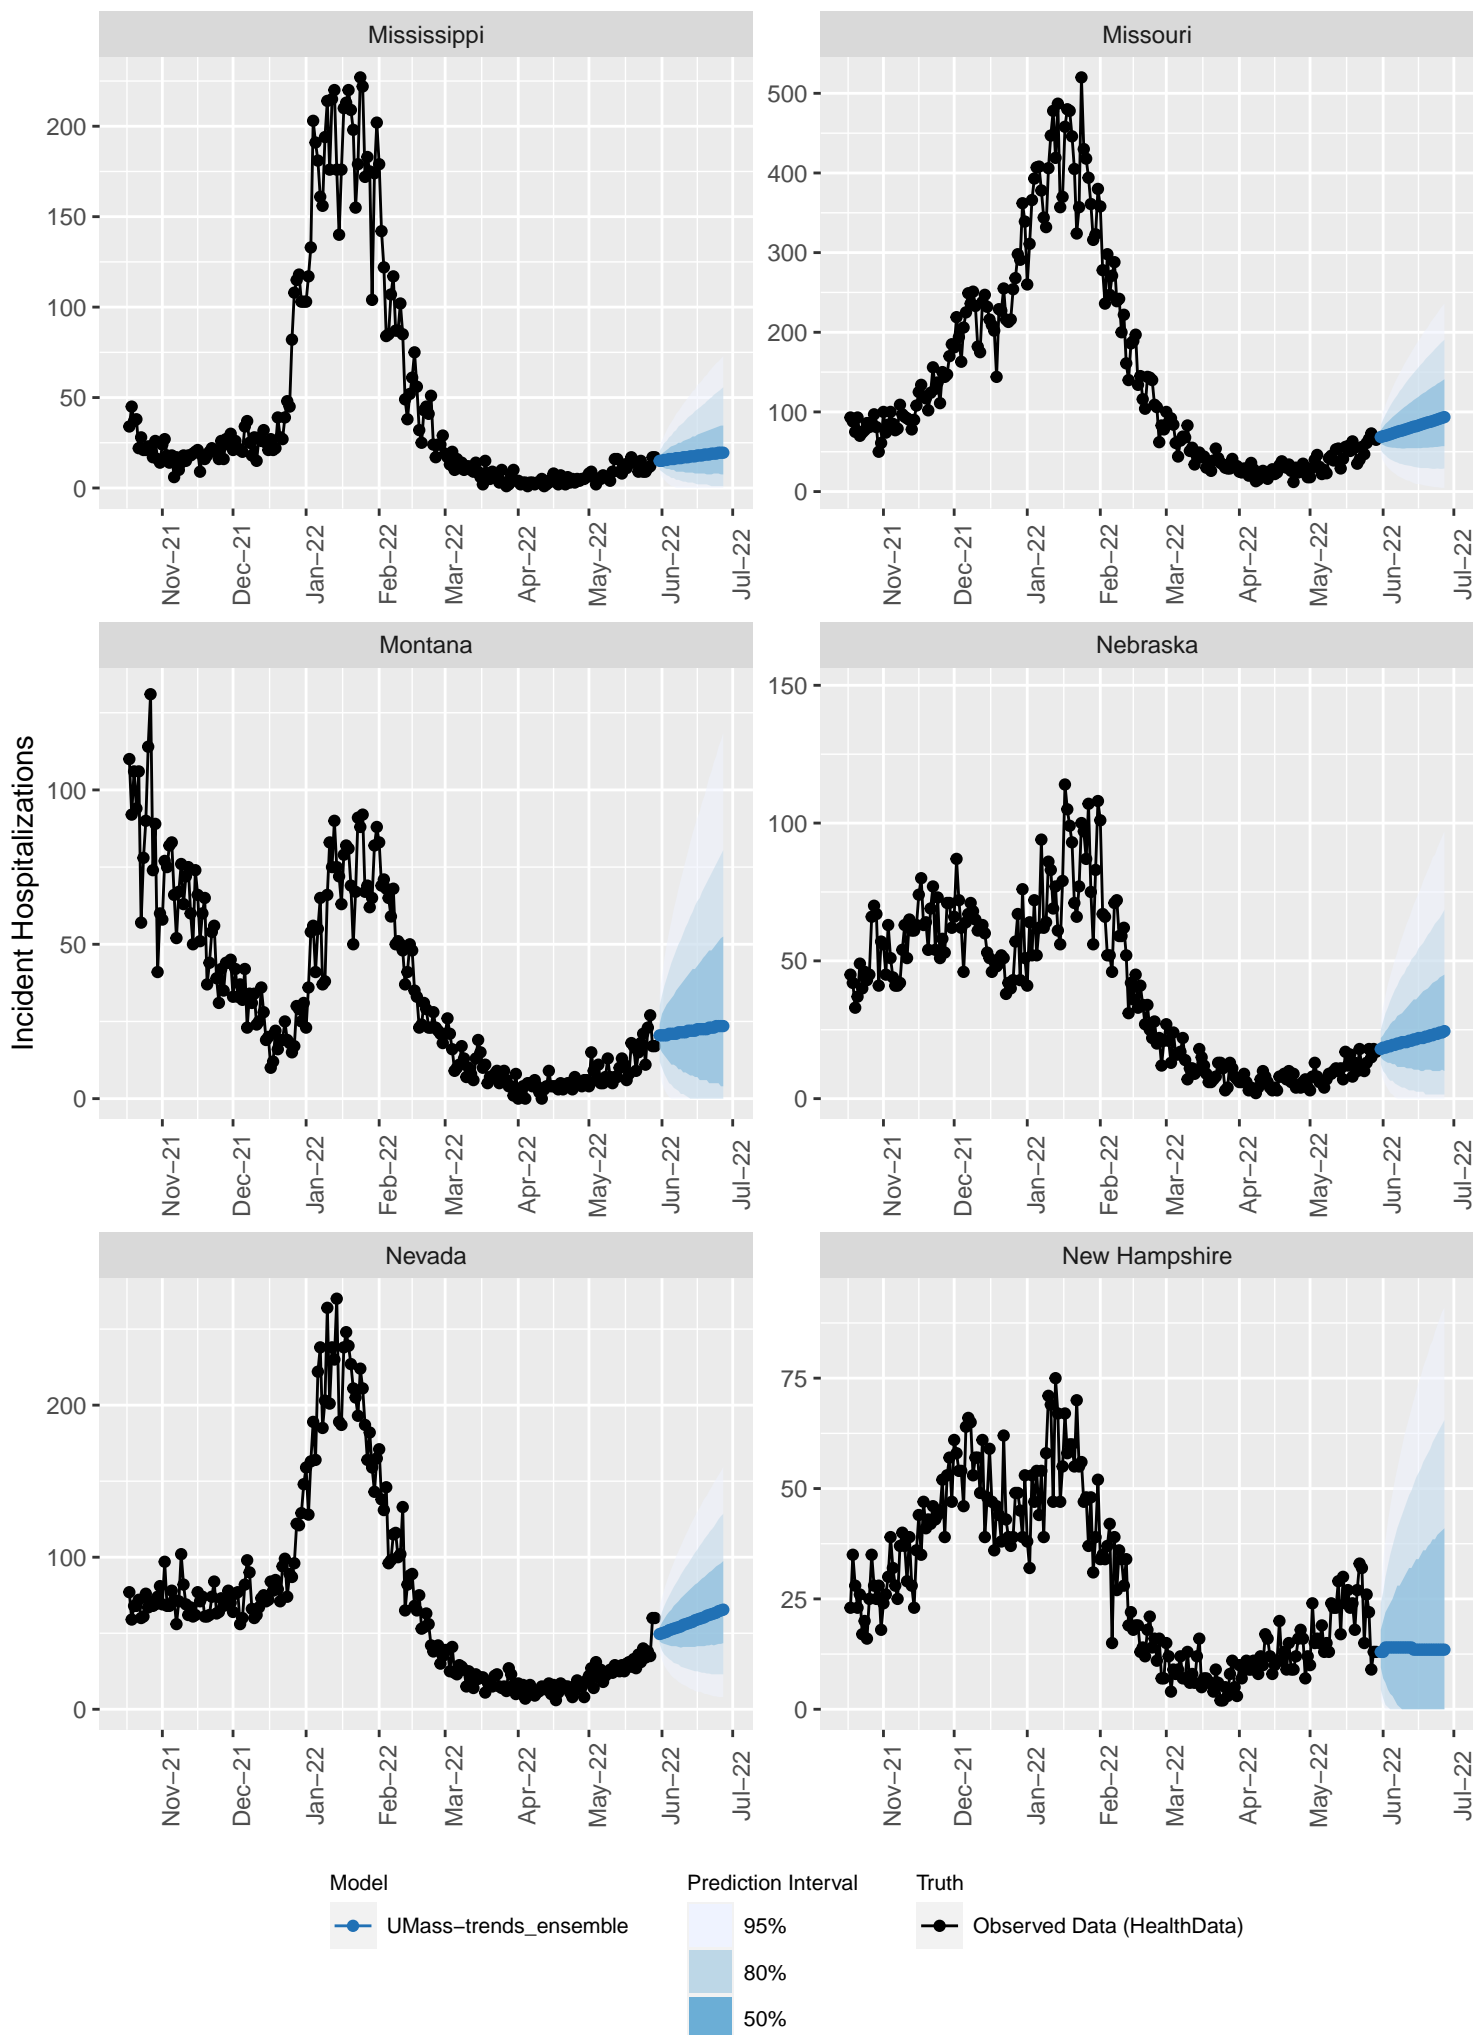 Mississippi
Missouri
200
150
100
50
0
500
400
300
200
100
0
Nov−21
Dec−21
Jan−22
Feb−22
Mar−22
Apr−22
May−22
Jun−22
Jul−22
Nov−21
Dec−21
Jan−22
Feb−22
Mar−22
Apr−22
May−22
Jun−22
Jul−22
Montana
Nebraska
Incident Hospitalizations
100
50
0
150
100
50
0
Nov−21
Dec−21
Jan−22
Feb−22
Mar−22
Apr−22
May−22
Jun−22
Jul−22
Nov−21
Dec−21
Jan−22
Feb−22
Mar−22
Apr−22
May−22
Jun−22
Jul−22
Nevada
New Hampshire
200
100
0
75
50
25
0
Nov−21
Dec−21
Jan−22
Feb−22
Mar−22
Apr−22
May−22
Jun−22
Jul−22
Nov−21
Dec−21
Jan−22
Feb−22
Mar−22
Apr−22
May−22
Jun−22
Jul−22
Model
UMass−trends_ensemble
Prediction Interval
95%
80%
50%
Truth
Observed Data (HealthData)